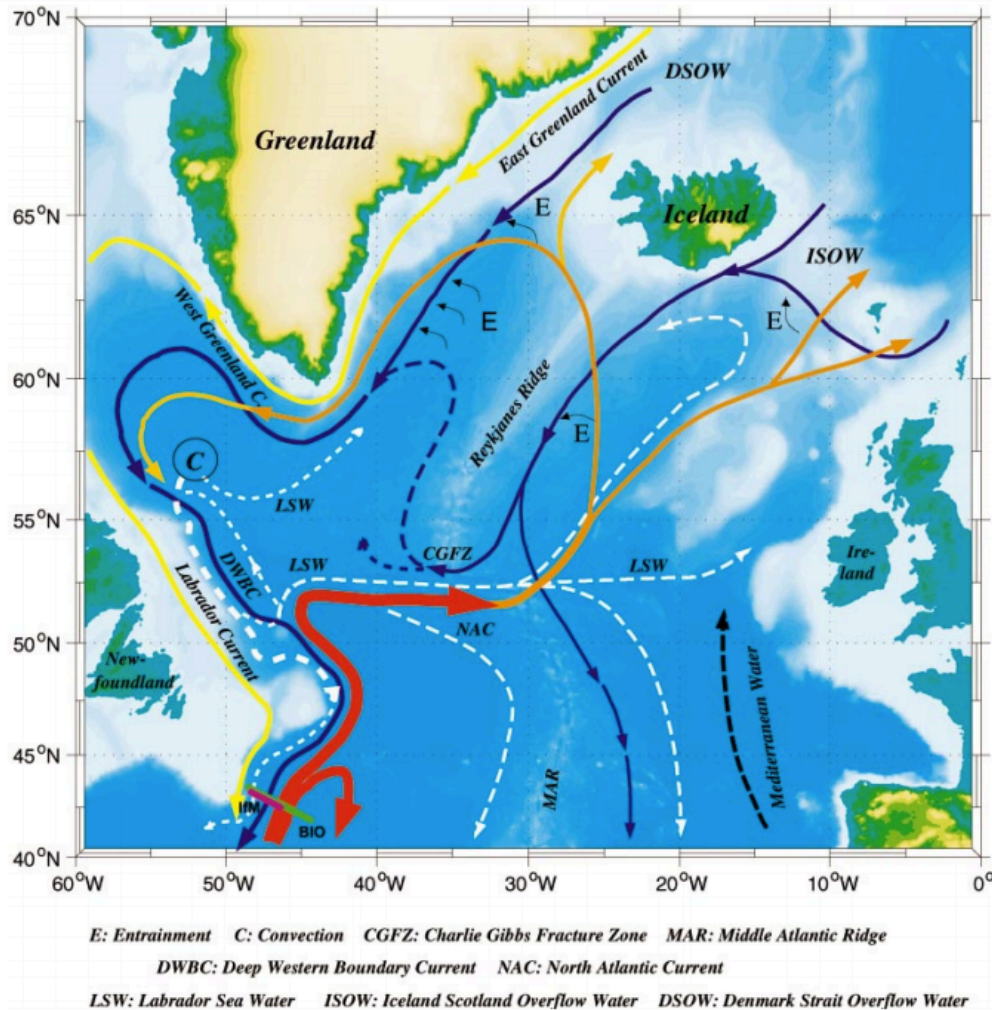 70°N
DSOW
East Greenland Current
Greenland
E
65°N
Iceland
ISOW
West Greenland C.
E
E
60°N
Reykjanes Ridge
E
C
LSW
55°N
CGFZ
Ire-
land
DWBC
LSW
LSW
Labrador Current
NAC
50°N
New-
foundland
Mediterranean Water
45°N
MAR
IfM
BIO
40°N
60°W 50°W 40°W 30°W 20°W 10°W 0°
E: Entrainment C: Convection CGFZ: Charlie Gibbs Fracture Zone MAR: Middle Atlantic Ridge
DWBC: Deep Western Boundary Current NAC: North Atlantic Current
LSW: Labrador Sea Water ISOW: Iceland Scotland Overflow Water DSOW: Denmark Strait Overflow Water